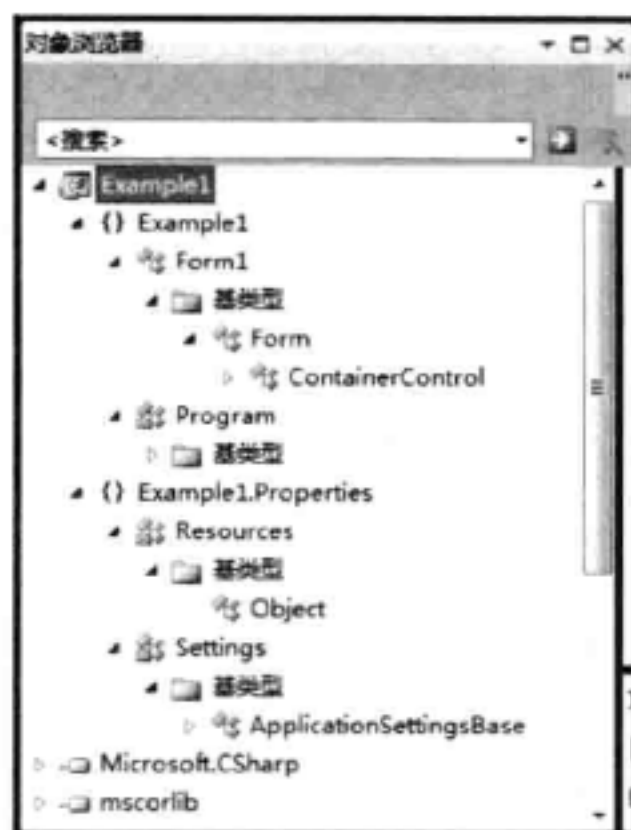 对象浏览器
<搜索>
Example1
{} Example1
Form1
基类型
Form
ContainerControl
Program
基类型
{} Example1.Properties
Resources
基类型
Object
Settings
基类型
ApplicationSettingsBase
Microsoft.CSharp
mscorlib